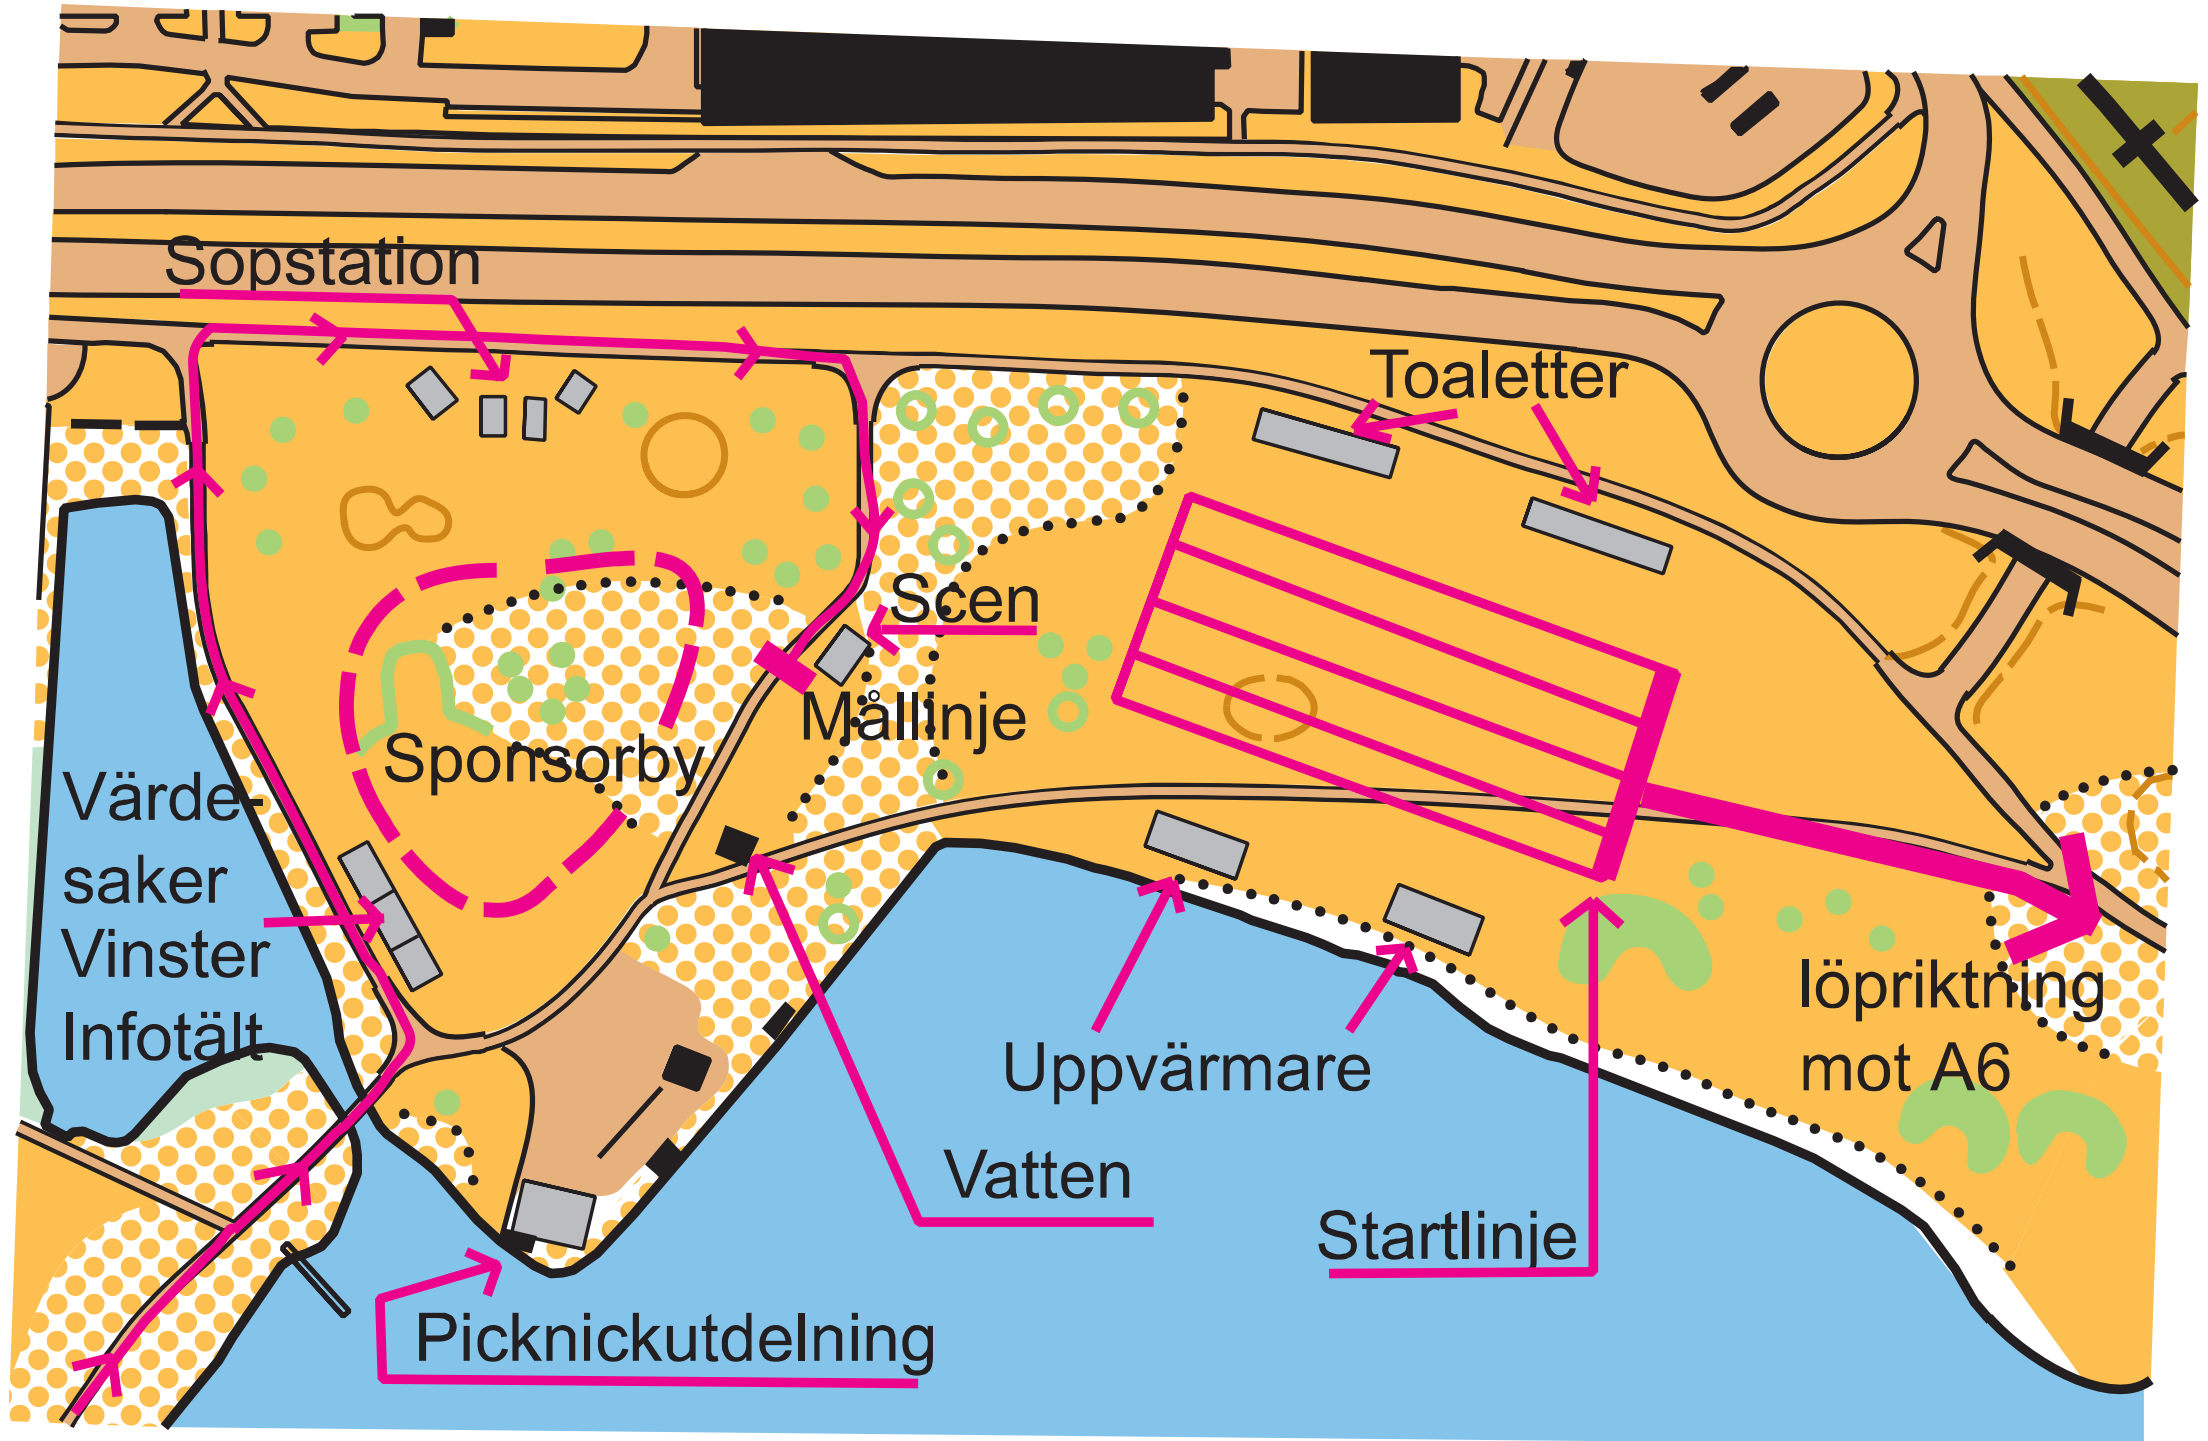 Sopstation
Toaletter
Scen
Mållinje
Sponsorby
Värde-
saker
Vinster
Infotält
löpriktning
mot A6
Uppvärmare
Vatten
Startlinje
Picknickutdelning